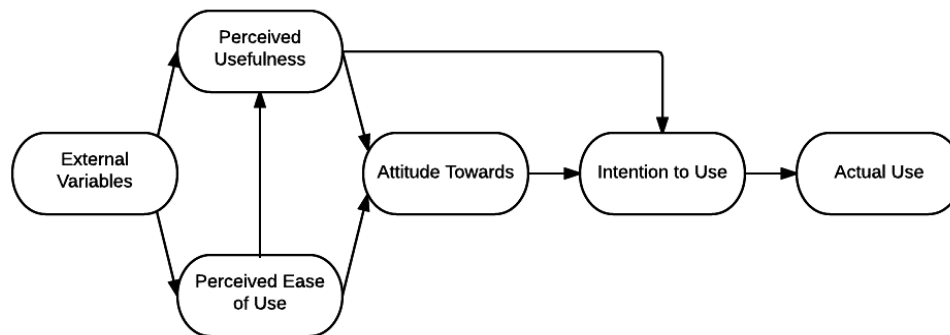 Perceived
Usefulness
External
Variables
Attitude Towards
Intention to Use
Actual Use
Perceived Ease
of Use